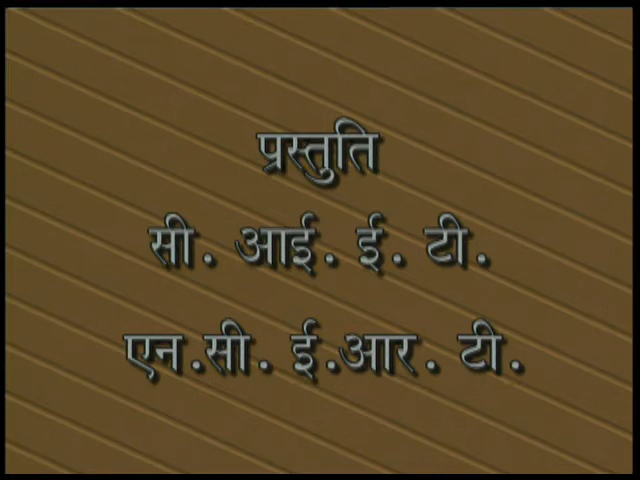 प्रस्तुति
सी. आई. ई. टी.
एन.सी. ई.आर. टी.